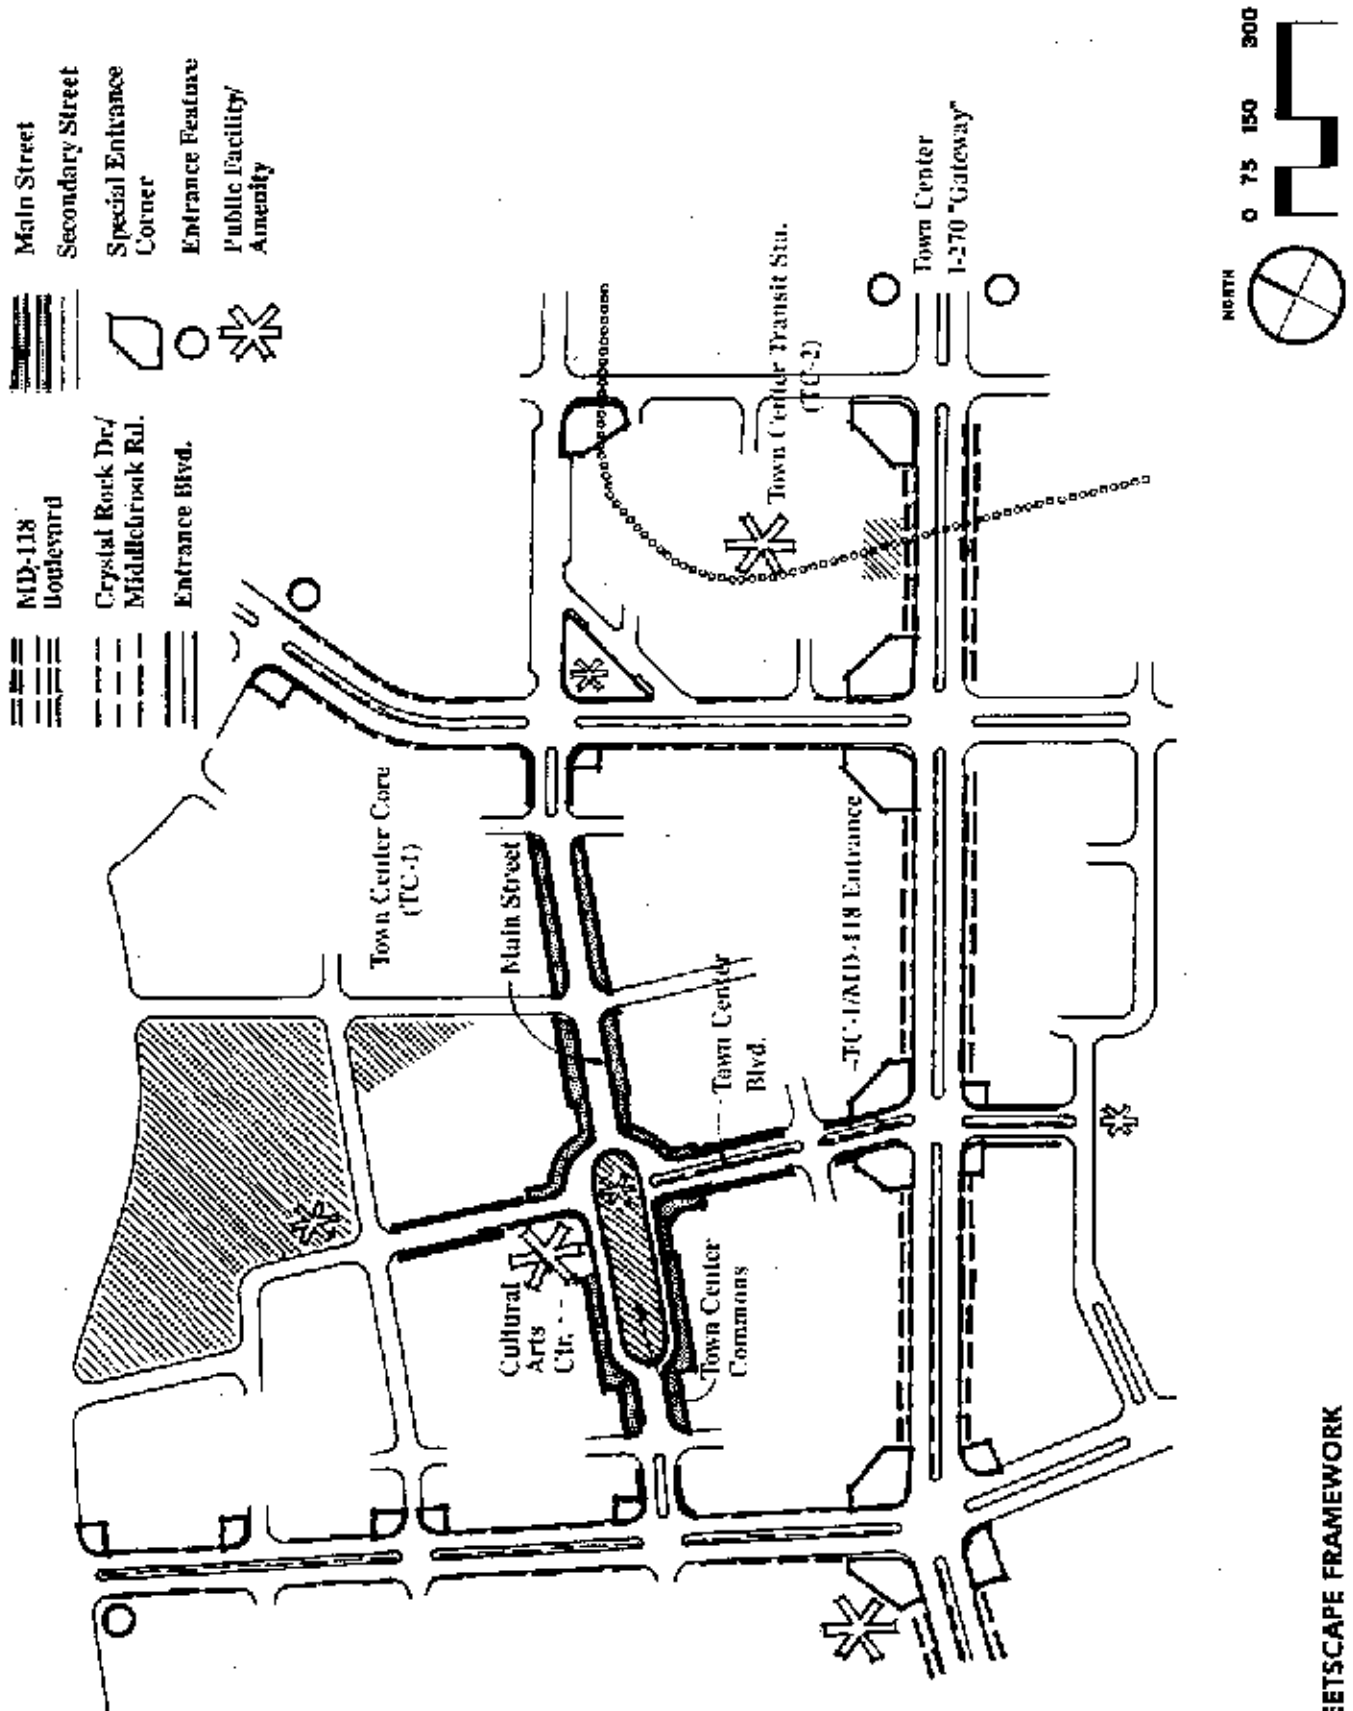 MD-118
Boulevard
Crystal Rock Dr./
Middlebrook Rd.
Entrance Blvd.
Main Street
Secondary Street
Special Entrance
Corner
Entrance Feature
Public Facility/
Amenity
Town Center Core
(TC-1)
Main Street
Cultural
Arts
Ctr.
Town Center
Commons
Town Center
Blvd.
TC-1/MD-118 Entrance
Town Center Transit Sta.
(TC-2)
Town Center
I-270 "Gateway"
NORTH
0 75 150 300
EETSCAPE FRAMEWORK